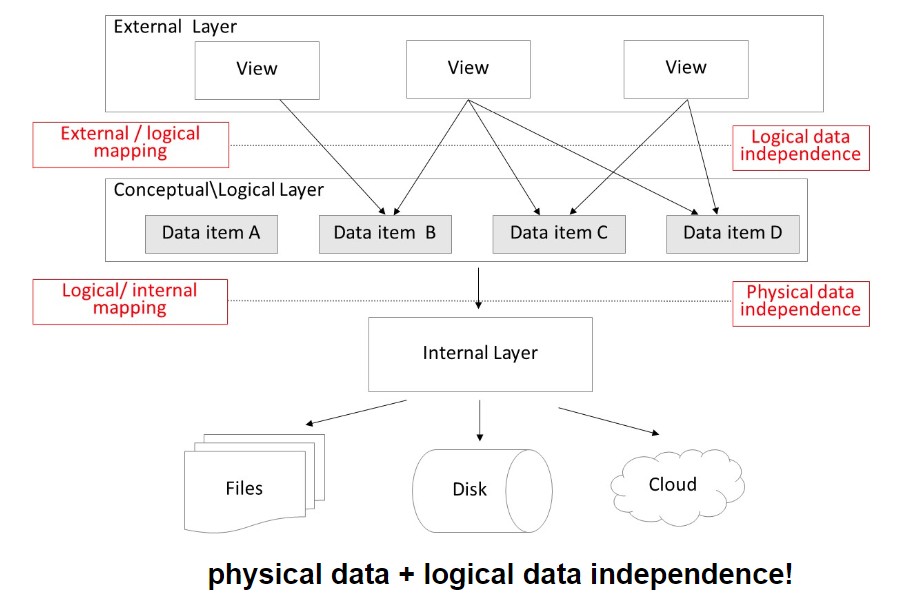 External Layer
View
View
View
External / logical
mapping
Logical data
independence
Conceptual\Logical Layer
Data item A
Data item B
Data item C
Data item D
Logical/ internal
mapping
Physical data
independence
Internal Layer
Files
Disk
Cloud
physical data + logical data independence!